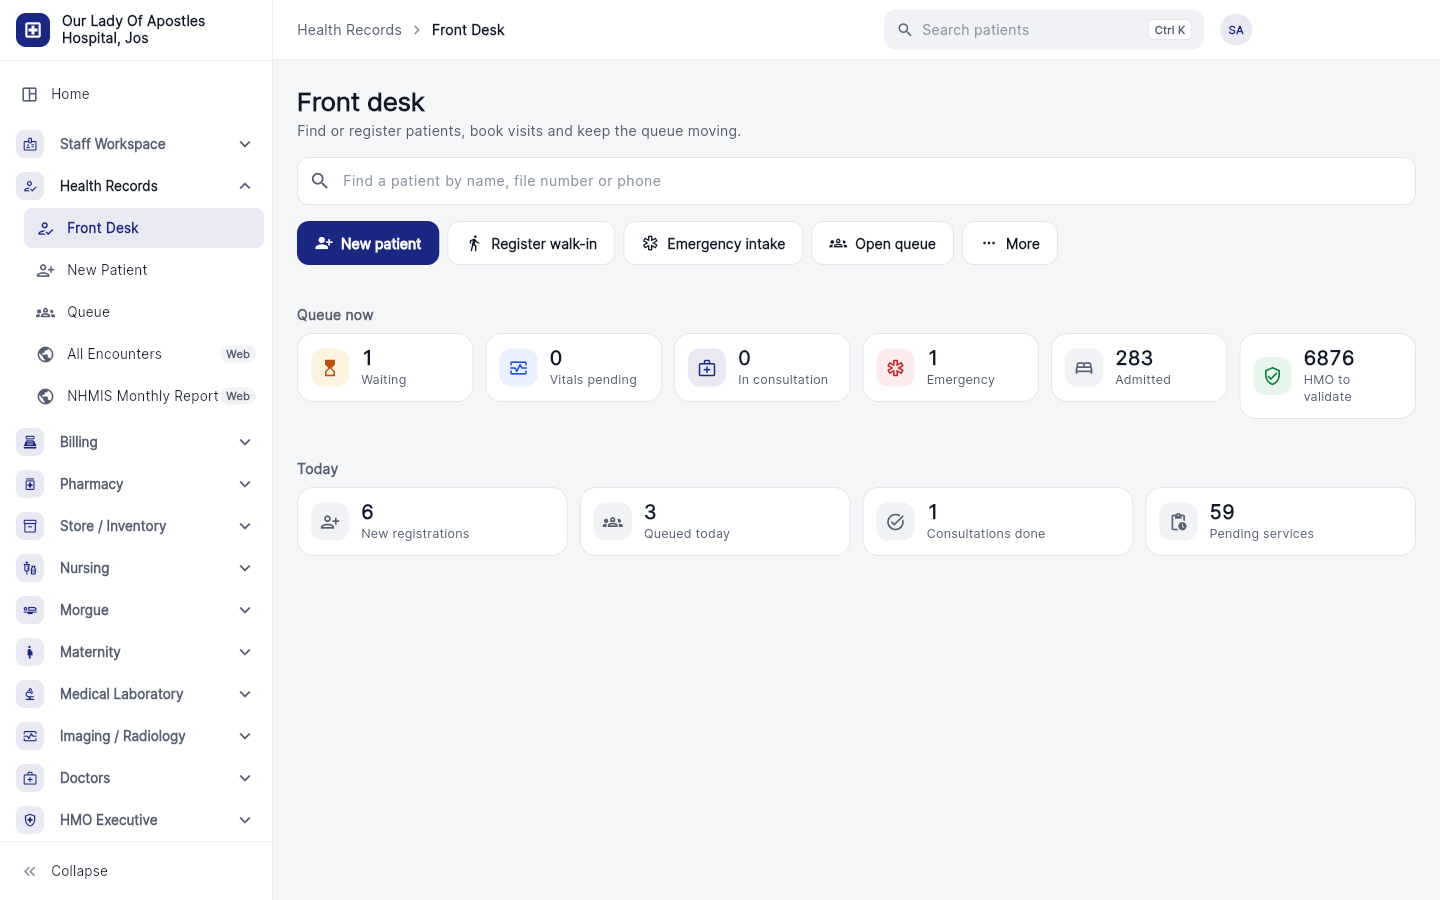 Our Lady Of Apostles
Hospital, Jos
Health Records
Front Desk
Search patients
Ctrl K
SA
Home
Staff Workspace
Health Records
Front Desk
New Patient
Queue
All Encounters
Web
NHMIS Monthly Report
Web
Billing
Pharmacy
Store / Inventory
Nursing
Morgue
Maternity
Medical Laboratory
Imaging / Radiology
Doctors
HMO Executive
Collapse
Front desk
Find or register patients, book visits and keep the queue moving.
Find a patient by name, file number or phone
New patient
Register walk-in
Emergency intake
Open queue
More
Queue now
1
Waiting
0
Vitals pending
0
In consultation
1
Emergency
283
Admitted
6876
HMO to
validate
Today
6
New registrations
3
Queued today
1
Consultations done
59
Pending services